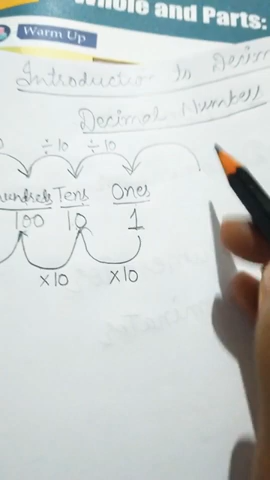 Whole and Parts:
Warm Up
Introduction In Decim
Decimal Numbers
÷10 ÷10
Hundreds Tens Ones
100 10 1
×10 ×10